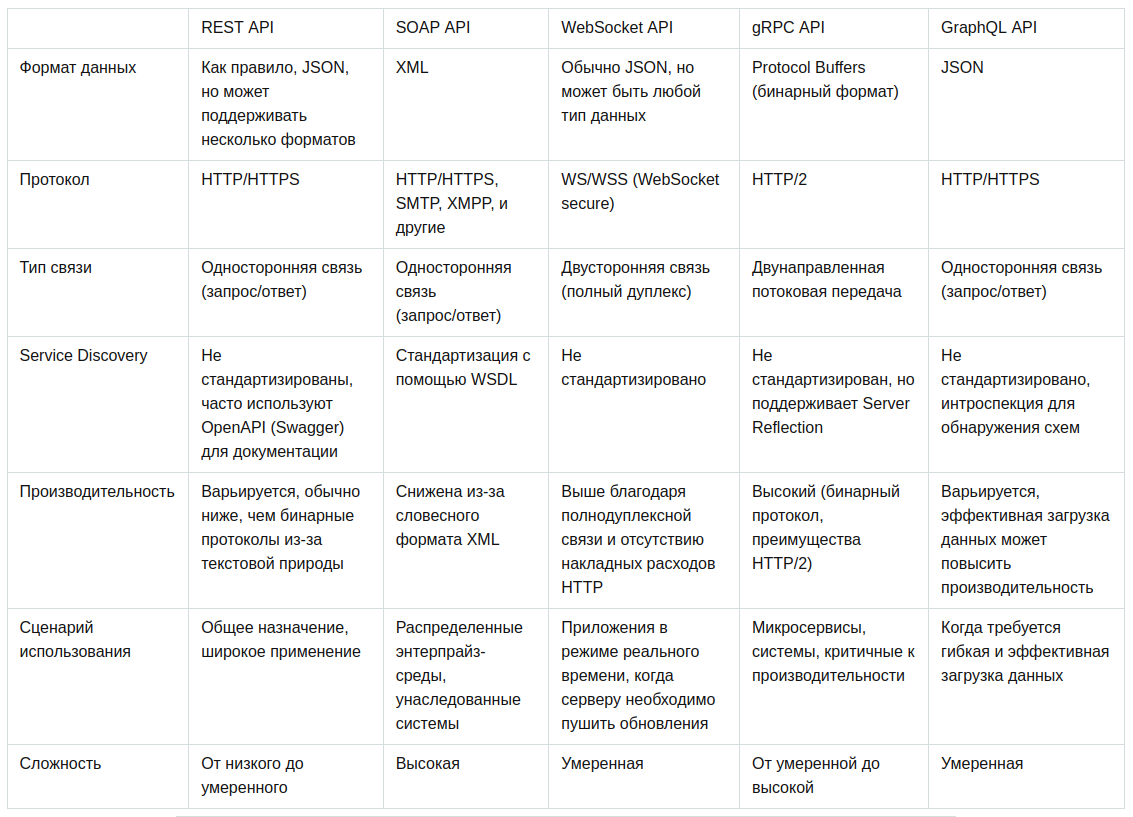 REST API
SOAP API
WebSocket API
gRPC API
GraphQL API
Формат данных
Как правило, JSON,
но может
поддерживать
несколько форматов
XML
Обычно JSON, но
может быть любой
тип данных
Protocol Buffers
(бинарный формат)
JSON
Протокол
HTTP/HTTPS
HTTP/HTTPS,
SMTP, XMPP, и
другие
WS/WSS (WebSocket
secure)
HTTP/2
HTTP/HTTPS
Тип связи
Односторонняя связь
(запрос/ответ)
Односторонняя
связь
(запрос/ответ)
Двусторонняя связь
(полный дуплекс)
Двунаправленная
потоковая передача
Односторонняя связь
(запрос/ответ)
Service Discovery
Не
стандартизированы,
часто используют
OpenAPI (Swagger)
для документации
Стандартизация с
помощью WSDL
Не
стандартизировано
Не
стандартизирован, но
поддерживает Server
Reflection
Не
стандартизировано,
интроспекция для
обнаружения схем
Производительность
Варьируется, обычно
ниже, чем бинарные
протоколы из-за
текстовой природы
Снижена из-за
словесного
формата XML
Выше благодаря
полнодуплексной
связи и отсутствию
накладных расходов
HTTP
Высокий (бинарный
протокол,
преимущества
HTTP/2)
Варьируется,
эффективная загрузка
данных может
повысить
производительность
Сценарий
использования
Общее назначение,
широкое применение
Распределенные
энтерпрайз-
среды,
унаследованные
системы
Приложения в
режиме реального
времени, когда
серверу необходимо
пушить обновления
Микросервисы,
системы, критичные к
производительности
Когда требуется
гибкая и эффективная
загрузка данных
Сложность
От низкого до
умеренного
Высокая
Умеренная
От умеренной до
высокой
Умеренная